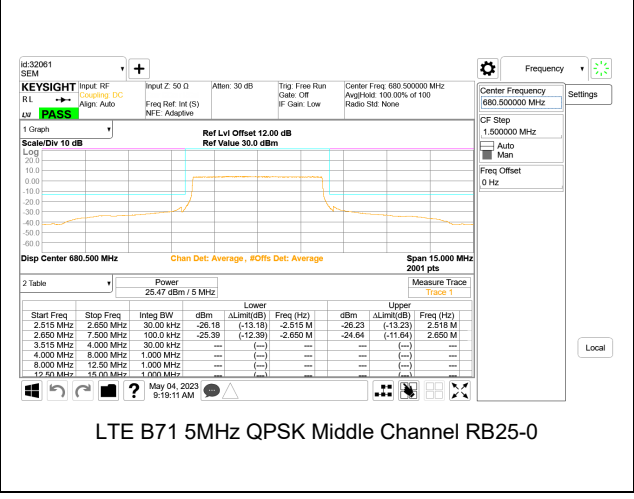 id:32061
SEM
Frequency
KEYSIGHT
RL
LXI
PASS
Input: RF
Coupling: DC
Align: Auto
Input Z: 50 Ω
Freq Ref: Int (S)
NFE: Adaptive
Atten: 30 dB
Trig: Free Run
Gate: Off
IF Gain: Low
Center Freq: 680.500000 MHz
Avg|Hold: 100.00% of 100
Radio Std: None
Center Frequency
680.500000 MHz
Settings
CF Step
1.500000 MHz
Auto
Man
Freq Offset
0 Hz
1 Graph
Ref Lvl Offset 12.00 dB
Scale/Div 10 dB
Ref Value 30.0 dBm
Log
20.0
10.0
0.00
-10.0
-20.0
-30.0
-40.0
-50.0
-60.0
Disp Center 680.500 MHz
Chan Det: Average, #Offs Det: Average
Span 15.000 MHz
2001 pts
2 Table
Power
25.47 dBm / 5 MHz
Measure Trace
Trace 1
Lower Upper
Start Freq Stop Freq Integ BW dBm ΔLimit(dB) Freq (Hz) dBm ΔLimit(dB) Freq (Hz)
2.515 MHz 2.650 MHz 30.00 kHz -26.18 (-13.18) -2.515 M -26.23 (-13.23) 2.518 M
2.650 MHz 7.500 MHz 100.0 kHz -25.39 (-12.39) -2.650 M -24.64 (-11.64) 2.650 M
3.515 MHz 4.000 MHz 30.00 kHz --- (---) --- --- (---) ---
4.000 MHz 8.000 MHz 1.000 MHz --- (---) --- --- (---) ---
8.000 MHz 12.50 MHz 1.000 MHz --- (---) --- --- (---) ---
12.50 MHz 15.00 MHz 1.000 MHz --- (---) --- --- (---) ---
Local
May 04, 2023
9:19:11 AM
LTE B71 5MHz QPSK Middle Channel RB25-0